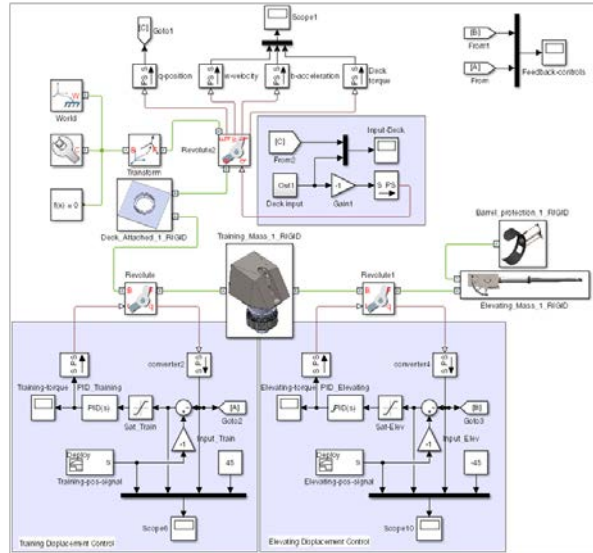 Scope1
[C]
Goto1
[B]
From1
[A]
From
Feedback-controls
q-position
w-velocity
b-acceleration
Deck
torque
World
Transform
Revolute2
f(x) = 0
[C]
From2
Input-Deck
Out1
Deck input
-1
Gain1
S PS
Deck_Attached_1_RIGID
Training_Mass_1_RIGID
Barrel_protection_1_RIGID
Elevating_Mass_1_RIGID
Revolute
Revolute1
converter2
converter4
Training-torque
PID_Training
PID(s)
Sat_Train
[A]
Goto2
-1
Input_Train
Deploy
Training-pos-signal
-45
Scope6
Training Displacement Control
Elevating-torque
PID_Elevating
PID(s)
Sat-Elev
[B]
Goto3
-1
Input_Elev
Deploy
Elevating-pos-signal
-45
Scope10
Elevating Displacement Control